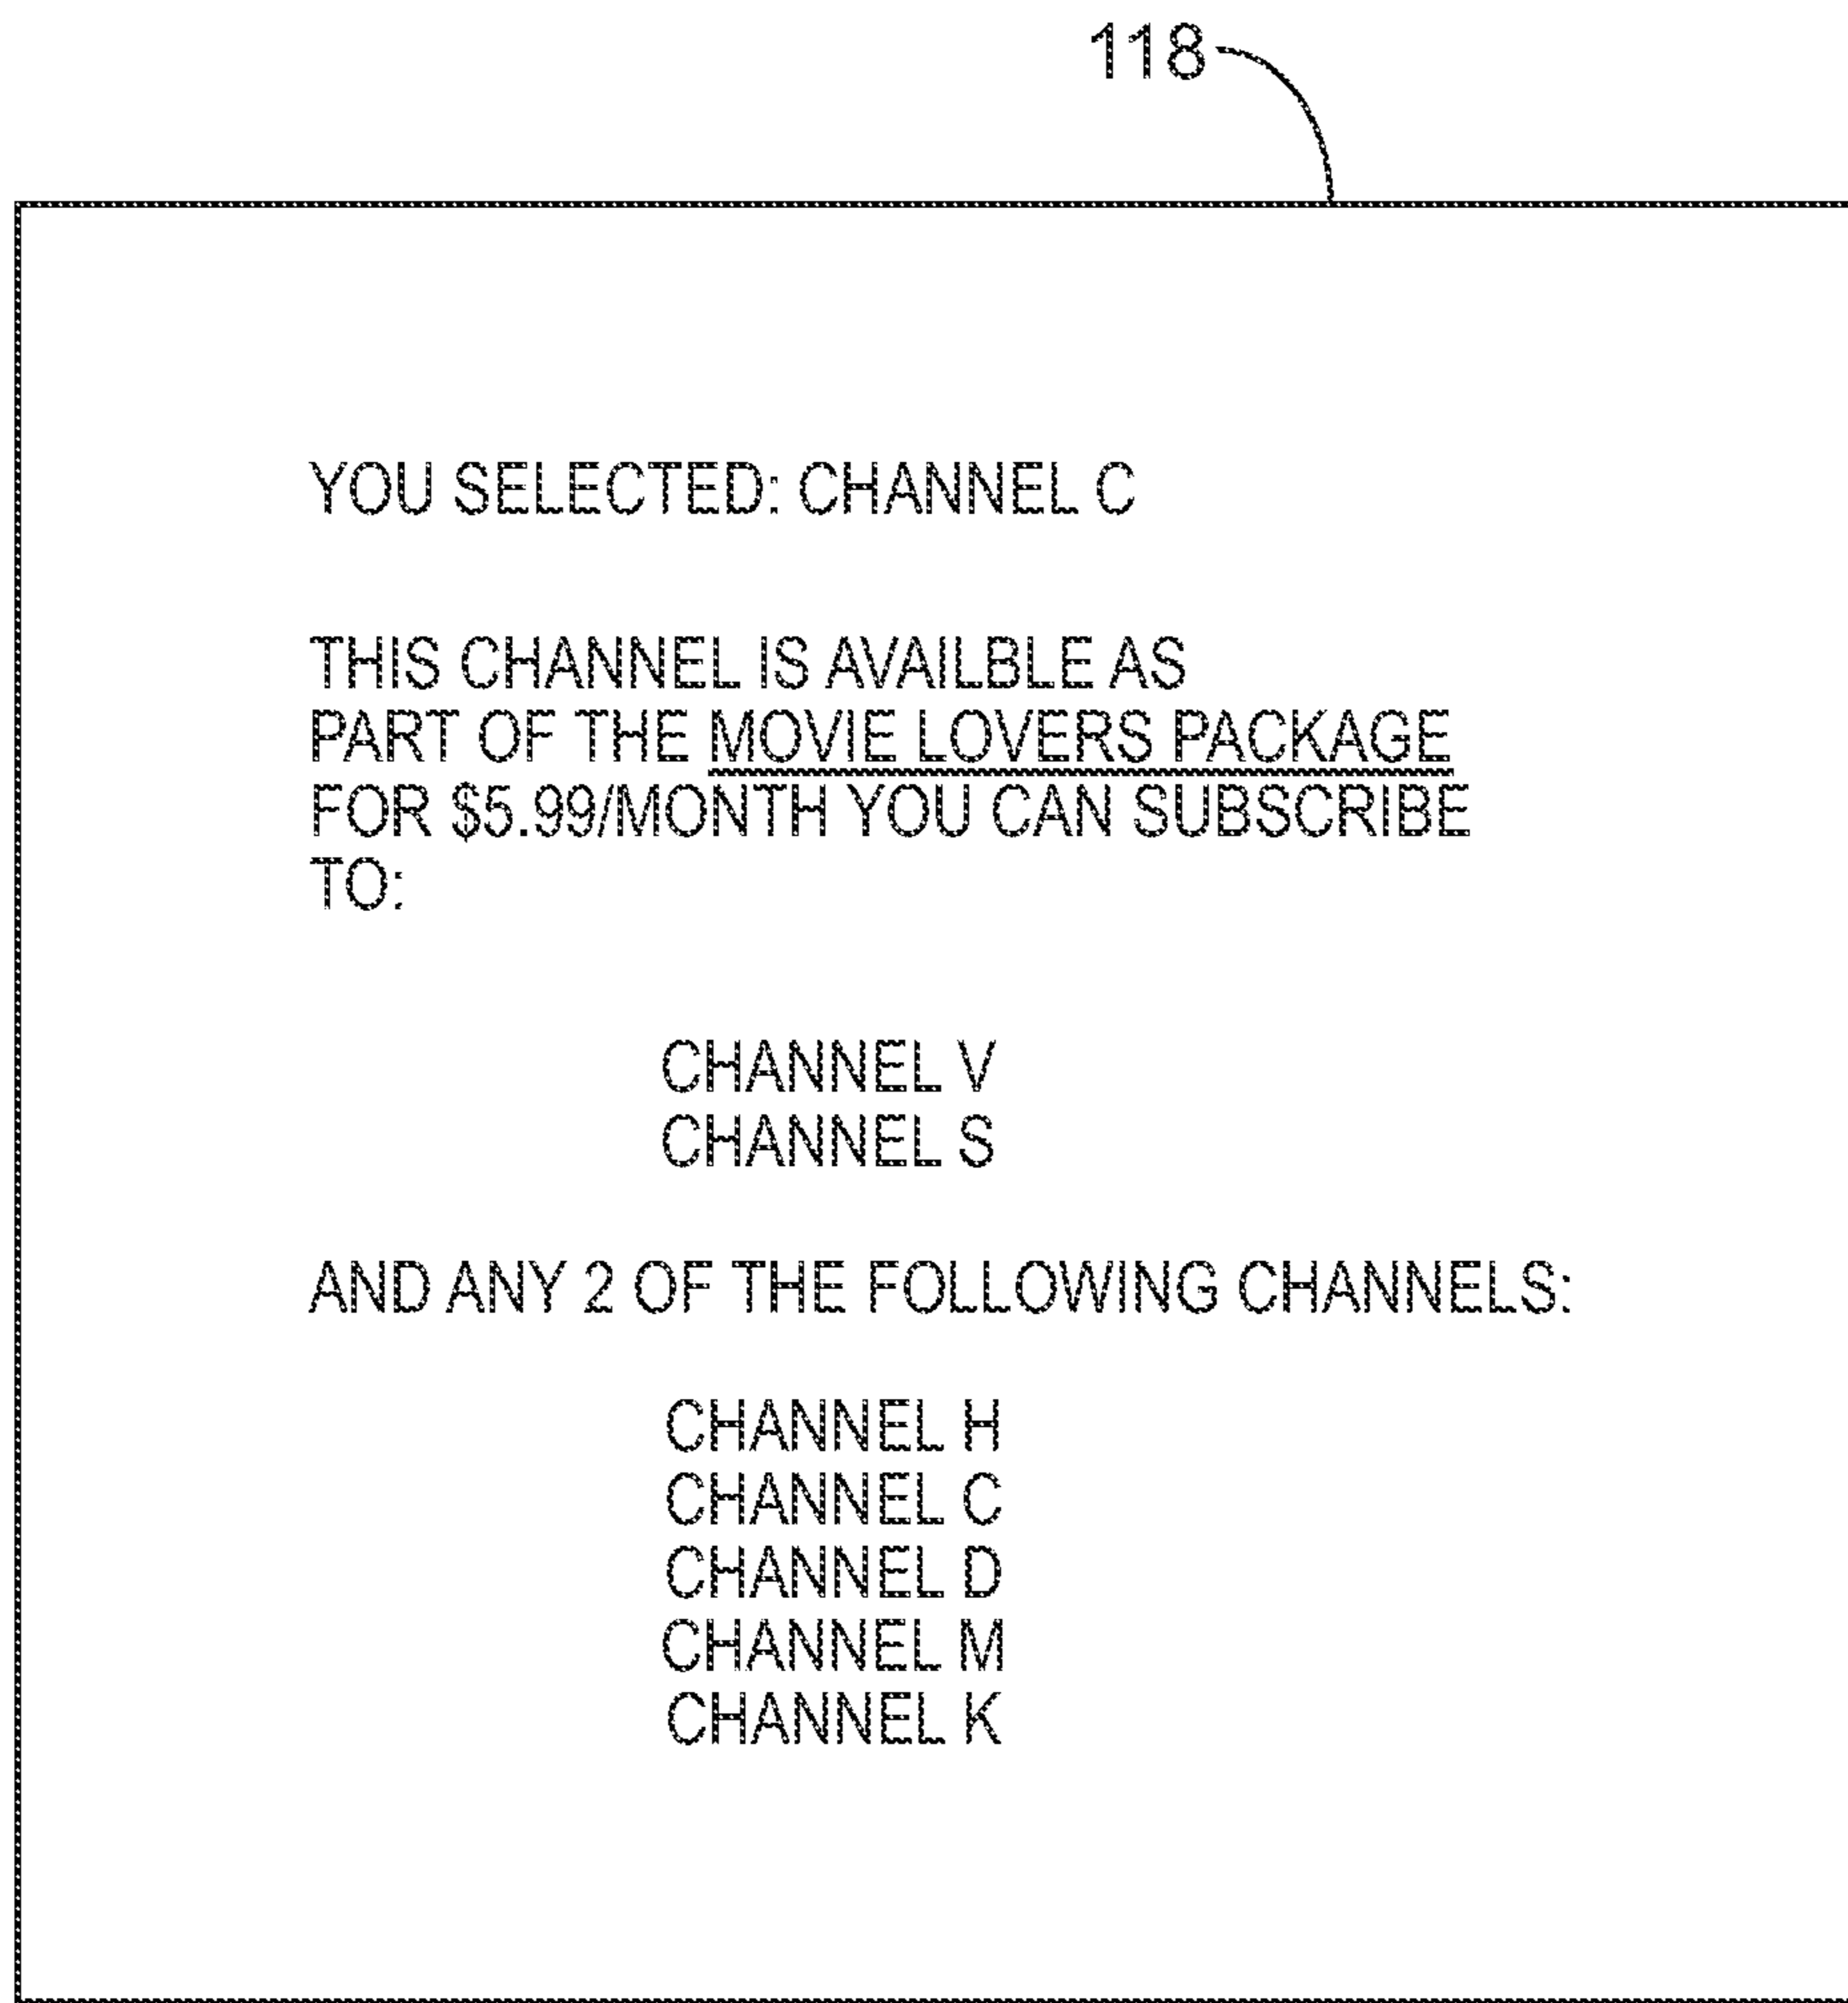 118
YOU SELECTED: CHANNEL C
THIS CHANNEL IS AVAILBLE AS
PART OF THE MOVIE LOVERS PACKAGE
FOR $5.99/MONTH YOU CAN SUBSCRIBE
TO:
CHANNEL V
CHANNEL S
AND ANY 2 OF THE FOLLOWING CHANNELS:
CHANNEL H
CHANNEL C
CHANNEL D
CHANNEL M
CHANNEL K